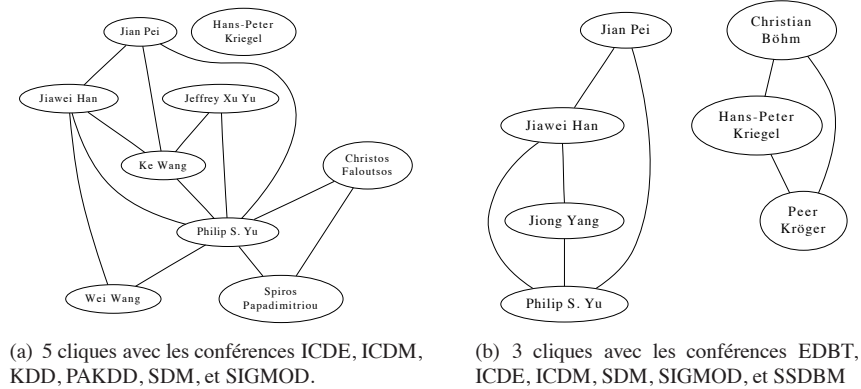 Jian Pei
Hans-Peter
Kriegel
Jiawei Han
Jeffrey Xu Yu
Ke Wang
Christos
Faloutsos
Philip S. Yu
Wei Wang
Spiros
Papadimitriou
(a) 5 cliques avec les conférences ICDE, ICDM,
KDD, PAKDD, SDM, et SIGMOD.
Jian Pei
Christian
Böhm
Jiawei Han
Hans-Peter
Kriegel
Jiong Yang
Peer
Kröger
Philip S. Yu
(b) 3 cliques avec les conférences EDBT,
ICDE, ICDM, SDM, SIGMOD, et SSDBM